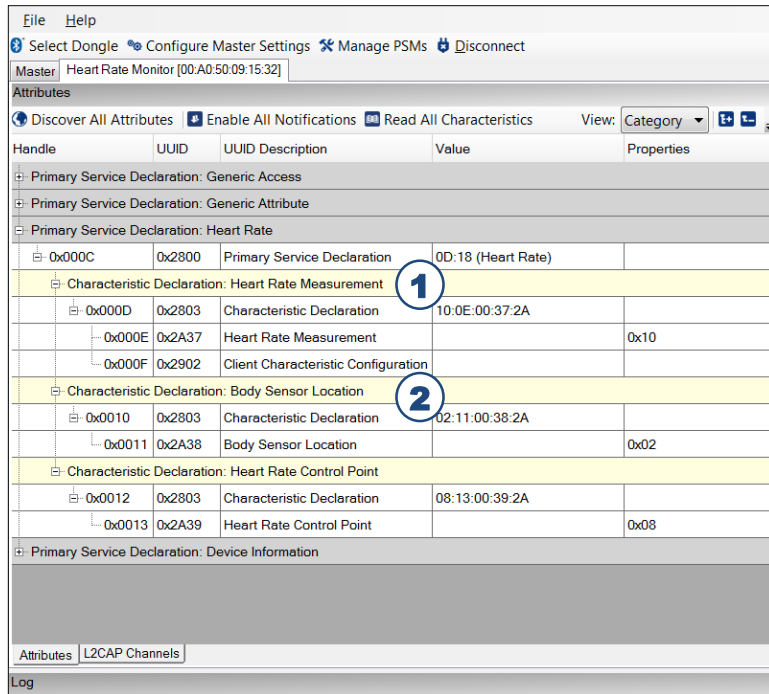 File Help
Select Dongle Configure Master Settings Manage PSMs Disconnect
Master Heart Rate Monitor [00:A0:50:09:15:32]
Attributes
Discover All Attributes Enable All Notifications Read All Characteristics View: Category
Handle UUID UUID Description Value Properties
Primary Service Declaration: Generic Access
Primary Service Declaration: Generic Attribute
Primary Service Declaration: Heart Rate
0x000C 0x2800 Primary Service Declaration 0D:18 (Heart Rate)
Characteristic Declaration: Heart Rate Measurement 1
0x000D 0x2803 Characteristic Declaration 10:0E:00:37:2A
0x000E 0x2A37 Heart Rate Measurement 0x10
0x000F 0x2902 Client Characteristic Configuration
Characteristic Declaration: Body Sensor Location 2
0x0010 0x2803 Characteristic Declaration 02:11:00:38:2A
0x0011 0x2A38 Body Sensor Location 0x02
Characteristic Declaration: Heart Rate Control Point
0x0012 0x2803 Characteristic Declaration 08:13:00:39:2A
0x0013 0x2A39 Heart Rate Control Point 0x08
Primary Service Declaration: Device Information
Attributes L2CAP Channels
Log